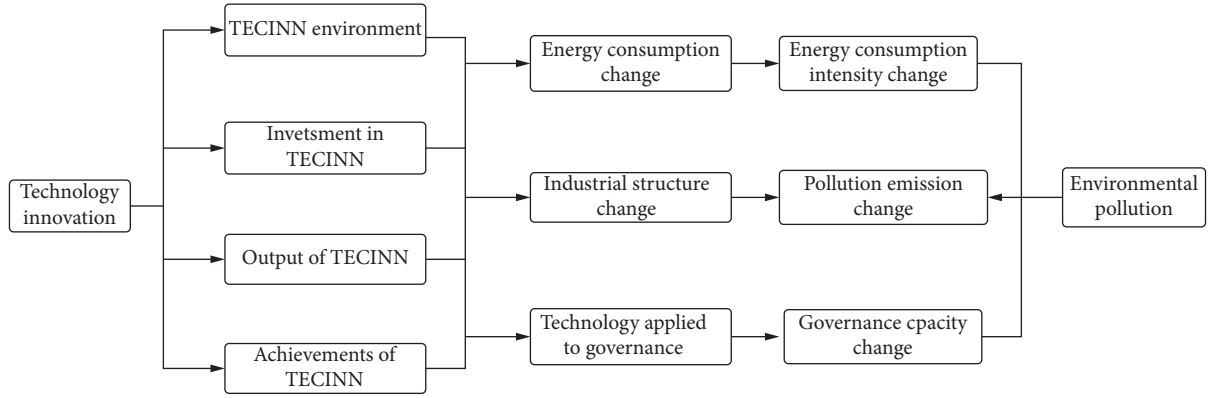 Technology
innovation
TECINN environment
Invetsment in
TECINN
Output of TECINN
Achievements of
TECINN
Energy consumption
change
Industrial structure
change
Technology applied
to governance
Energy consumption
intensity change
Pollution emission
change
Governance cpacity
change
Environmental
pollution